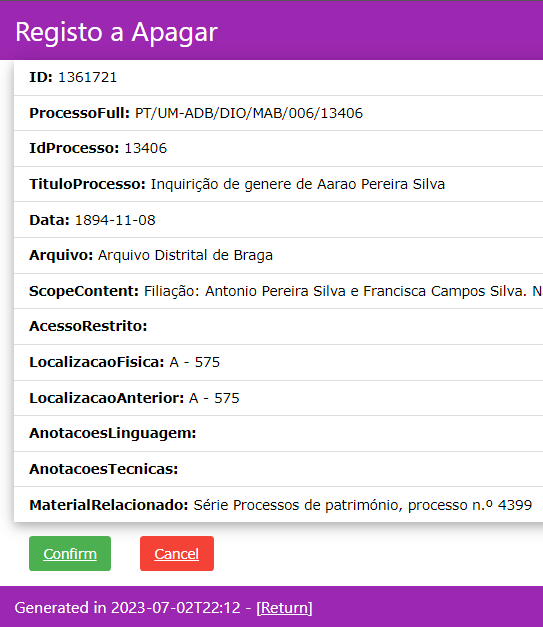 Registo a Apagar
ID: 1361721
ProcessoFull: PT/UM-ADB/DIO/MAB/006/13406
IdProcesso: 13406
TituloProcesso: Inquirição de genere de Aarao Pereira Silva
Data: 1894-11-08
Arquivo: Arquivo Distrital de Braga
ScopeContent: Filiação: Antonio Pereira Silva e Francisca Campos Silva. N
AcessoRestrito:
LocalizacaoFisica: A - 575
LocalizacaoAnterior: A - 575
AnotacoesLinguagem:
AnotacoesTecnicas:
MaterialRelacionado: Série Processos de património, processo n.º 4399
Confirm Cancel
Generated in 2023-07-02T22:12 - [Return]